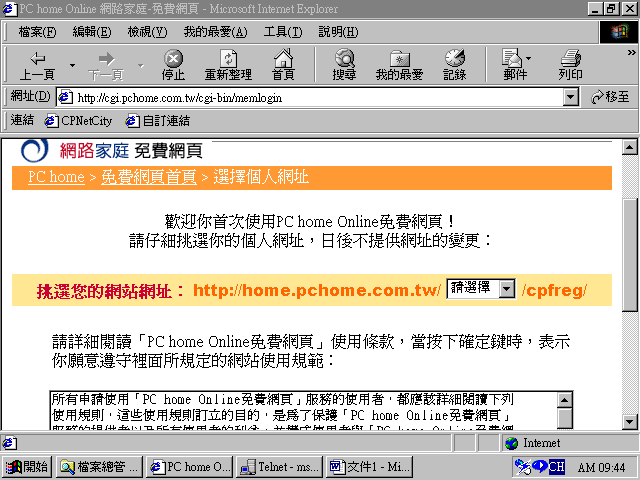 PC home Online 網路家庭-免費網頁 - Microsoft Internet Explorer
檔案(F) 編輯(E) 檢視(V) 我的最愛(A) 工具(T) 說明(H)
上一頁 下一頁 停止 重新整理 首頁 搜尋 我的最愛 記錄 郵件 列印
網址(D) http://cgi.pchome.com.tw/cgi-bin/memlogin 移至
連結 CPNetCity 自訂連結
網路家庭 免費網頁
PC home > 免費網頁首頁 > 選擇個人網址
歡迎你首次使用PC home Online免費網頁！
請仔細挑選你的個人網址，日後不提供網址的變更：
挑選您的網站網址： http://home.pchome.com.tw/ 請選擇 /cpfreg/
請詳細閱讀「PC home Online免費網頁」使用條款，當按下確定鍵時，表示
你願意遵守裡面所規定的網站使用規範：
所有申請使用「PC home Online免費網頁」服務的使用者，都應該詳細閱讀下列
使用規則，這些使用規則訂立的目的，是為了保護「PC home Online免費網頁」
Internet
開始 檔案總管 ... PC home O... Telnet - ms... 文件1 - Mi... CH AM 09:44